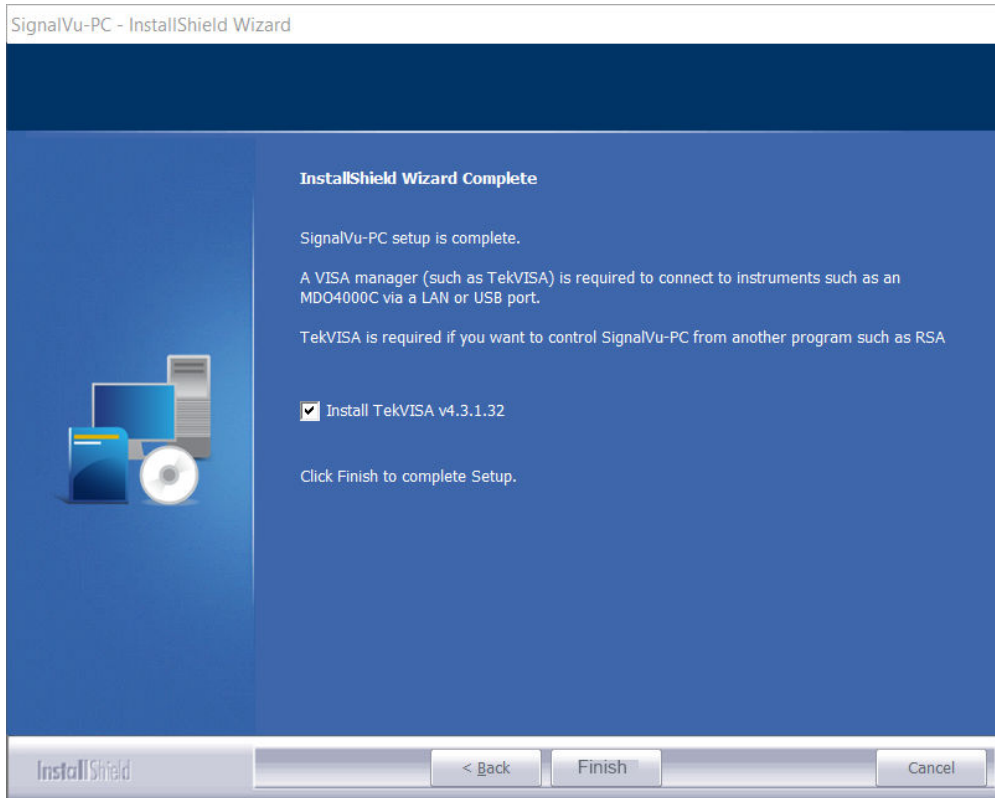 SignalVu-PC - InstallShield Wizard
InstallShield Wizard Complete
SignalVu-PC setup is complete.
A VISA manager (such as TekVISA) is required to connect to instruments such as an
MDO4000C via a LAN or USB port.
TekVISA is required if you want to control SignalVu-PC from another program such as RSA
Install TekVISA v4.3.1.32
Click Finish to complete Setup.
InstallShield
< Back
Finish
Cancel